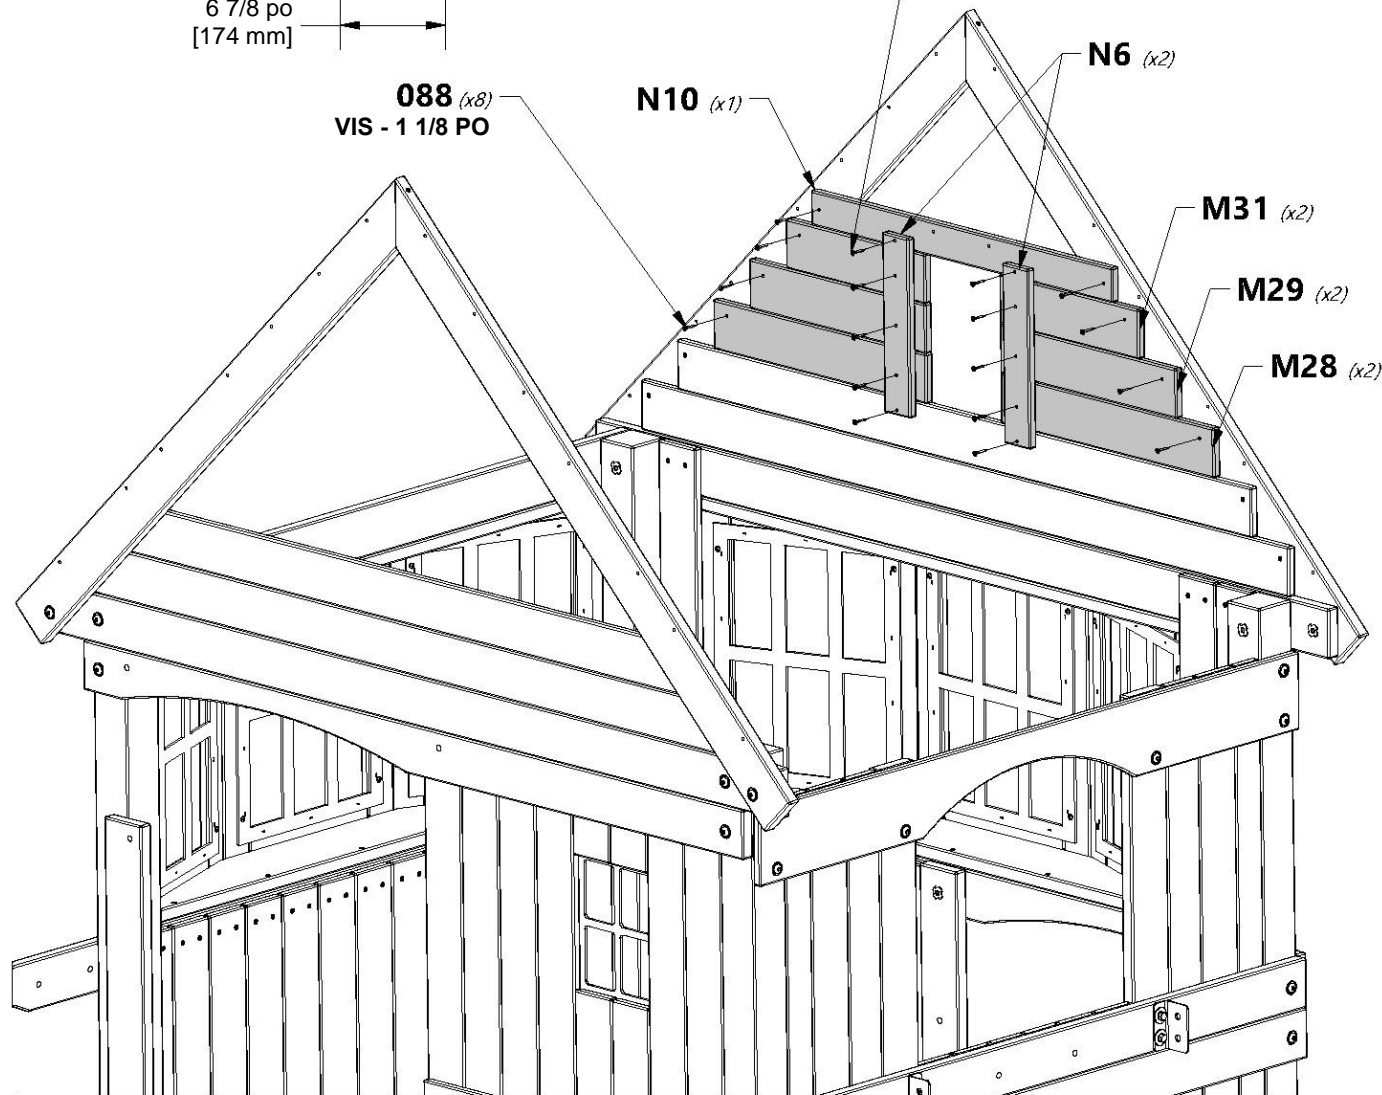 6 7/8 po
[174 mm]
088 (x8)
VIS - 1 1/8 PO
N10 (x1)
N6 (x2)
M31 (x2)
M29 (x2)
M28 (x2)